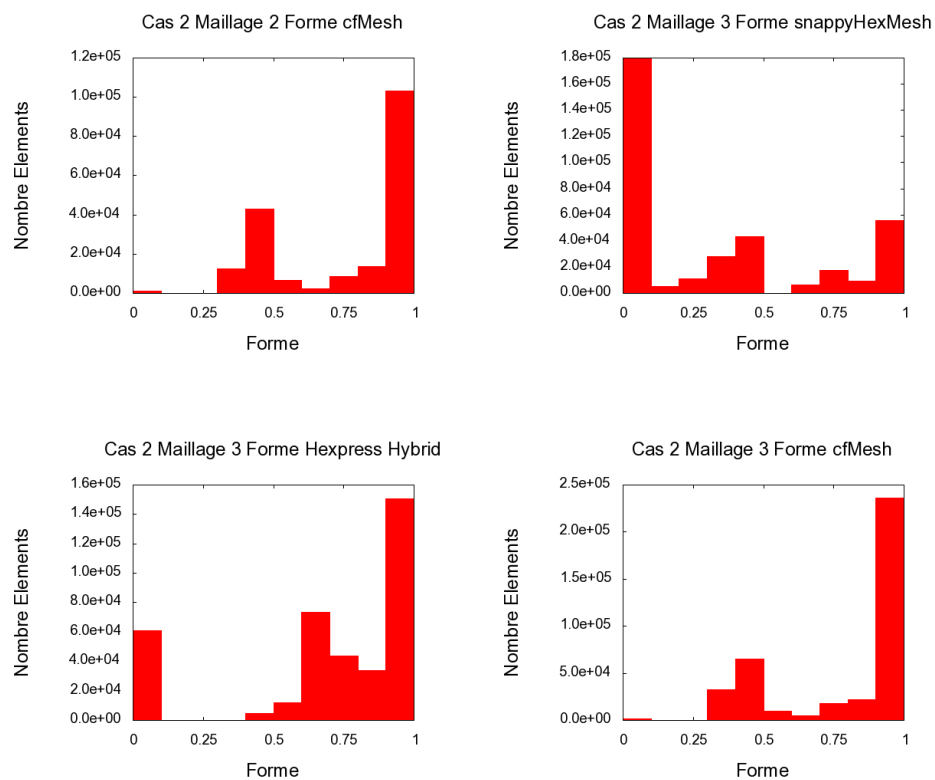 Cas 2 Maillage 2 Forme cfMesh
1.2e+05
1.0e+05
8.0e+04
6.0e+04
4.0e+04
2.0e+04
0.0e+00
Nombre Elements
0 0.25 0.5 0.75 1
Forme
Cas 2 Maillage 3 Forme snappyHexMesh
1.8e+05
1.6e+05
1.4e+05
1.2e+05
1.0e+05
8.0e+04
6.0e+04
4.0e+04
2.0e+04
0.0e+00
Nombre Elements
0 0.25 0.5 0.75 1
Forme
Cas 2 Maillage 3 Forme Hexpress Hybrid
1.6e+05
1.4e+05
1.2e+05
1.0e+05
8.0e+04
6.0e+04
4.0e+04
2.0e+04
0.0e+00
Nombre Elements
0 0.25 0.5 0.75 1
Forme
Cas 2 Maillage 3 Forme cfMesh
2.5e+05
2.0e+05
1.5e+05
1.0e+05
5.0e+04
0.0e+00
Nombre Elements
0 0.25 0.5 0.75 1
Forme